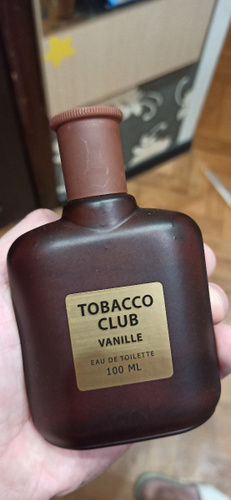 TOBACCO
CLUB
VANILLE
EAU DE TOILETTE
100 ML